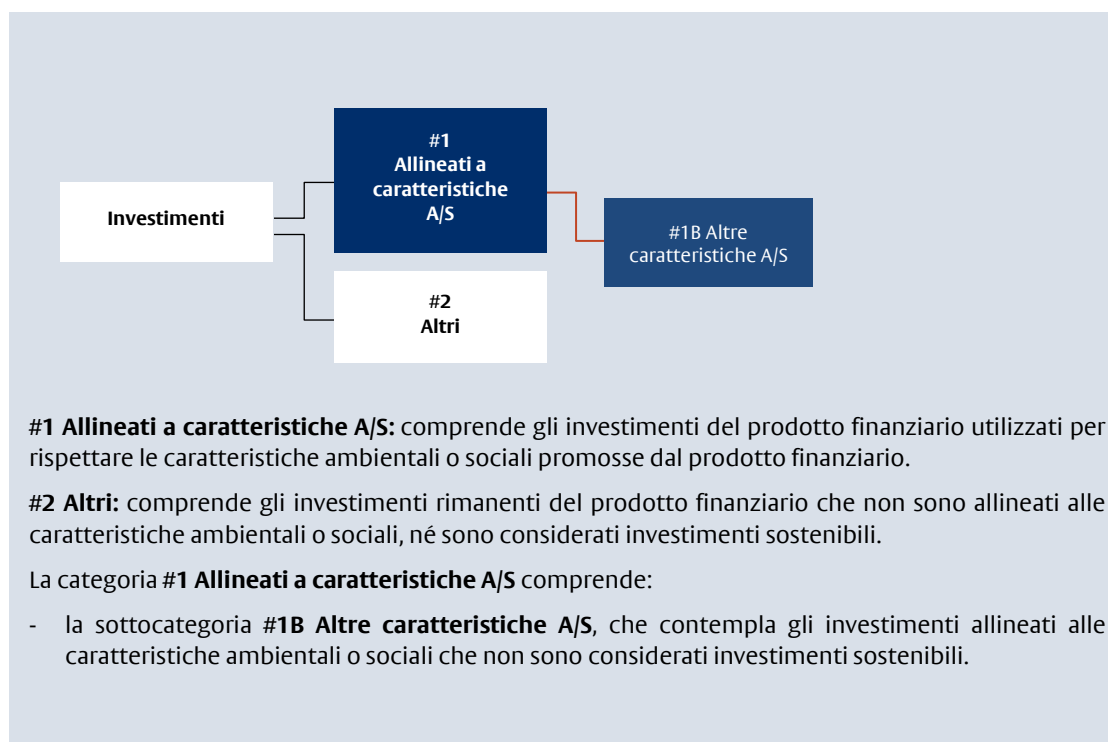 #1
Allineati a
caratteristiche
A/S
Investimenti
#1B Altre
caratteristiche A/S
#2
Altri
#1 Allineati a caratteristiche A/S: comprende gli investimenti del prodotto finanziario utilizzati per
rispettare le caratteristiche ambientali o sociali promosse dal prodotto finanziario.
#2 Altri: comprende gli investimenti rimanenti del prodotto finanziario che non sono allineati alle
caratteristiche ambientali o sociali, né sono considerati investimenti sostenibili.
La categoria #1 Allineati a caratteristiche A/S comprende:
- la sottocategoria #1B Altre caratteristiche A/S, che contempla gli investimenti allineati alle
caratteristiche ambientali o sociali che non sono considerati investimenti sostenibili.